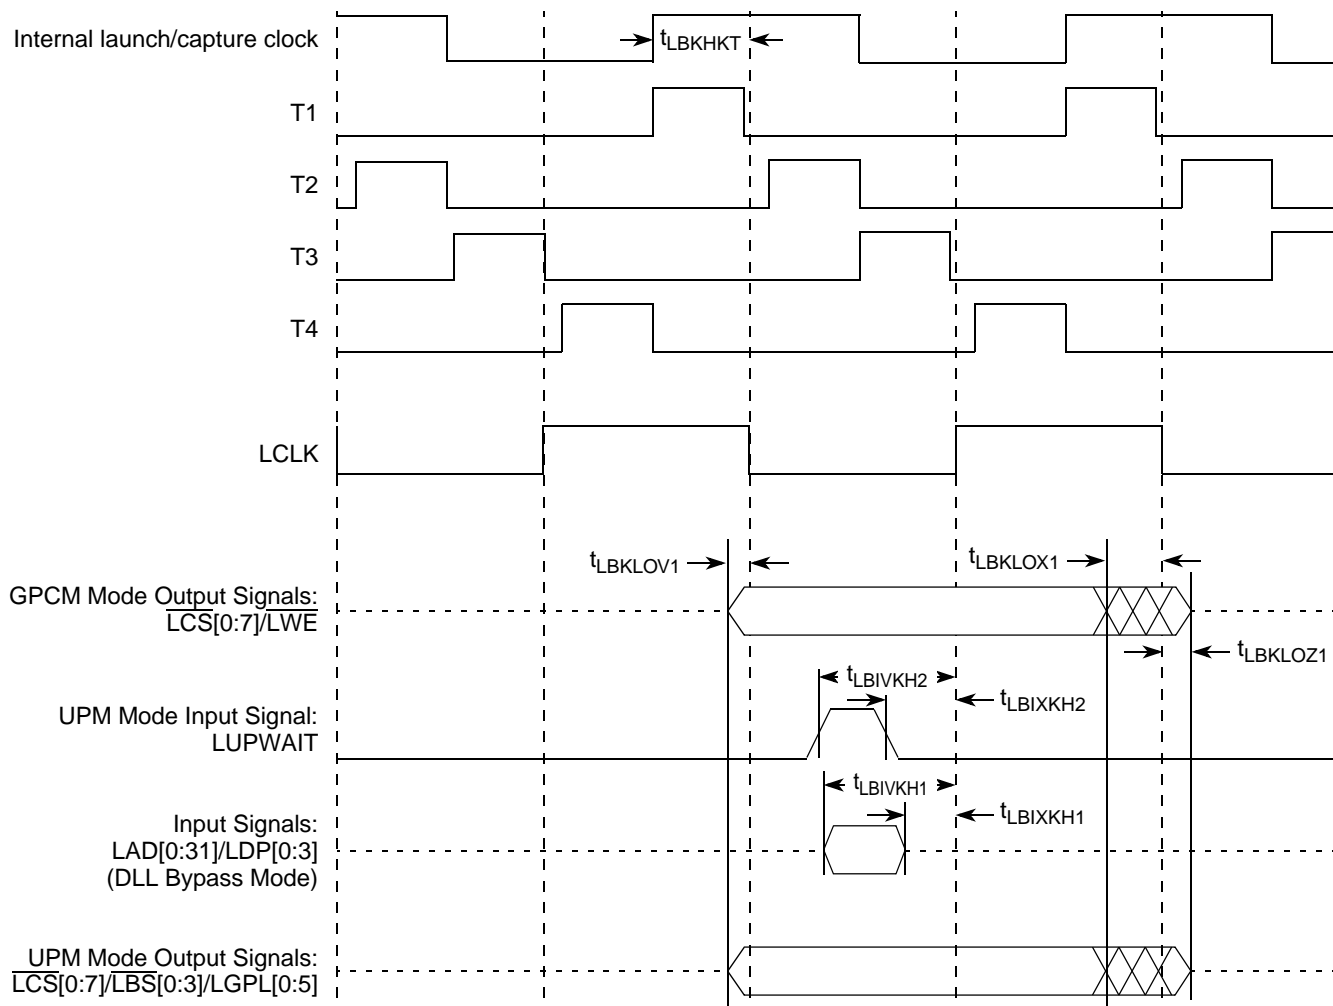 Internal launch/capture clock
tLBKHKT
T1
T2
T3
T4
LCLK
tLBKLOV1
tLBKLOX1
GPCM Mode Output Signals:
LCS[0:7]/LWE
tLBKLOZ1
tLBIVKH2
tLBIXKH2
UPM Mode Input Signal:
LUPWAIT
tLBIVKH1
tLBIXKH1
Input Signals:
LAD[0:31]/LDP[0:3]
(DLL Bypass Mode)
UPM Mode Output Signals:
LCS[0:7]/LBS[0:3]/LGPL[0:5]